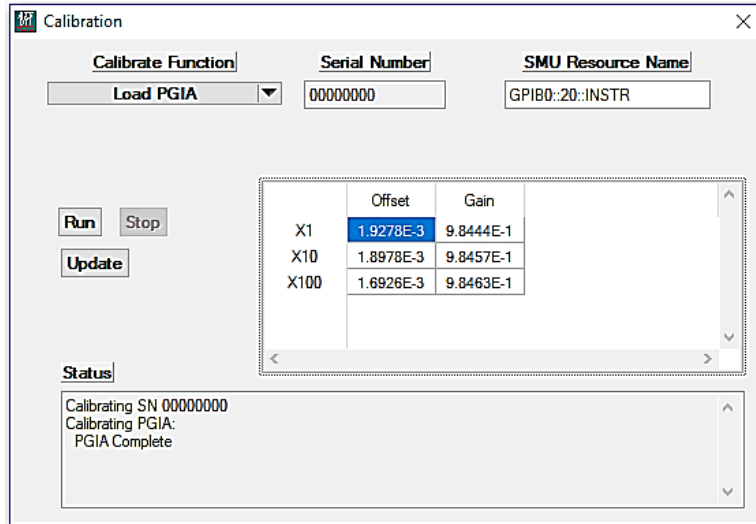 Calibration
Calibrate Function Serial Number SMU Resource Name
Load PGIA 00000000 GPIB0::20::INSTR
Offset Gain
Run Stop
X1 1.9278E-3 9.8444E-1
X10 1.8978E-3 9.8457E-1
Update
X100 1.6926E-3 9.8463E-1
Status
Calibrating SN 00000000
Calibrating PGIA:
PGIA Complete